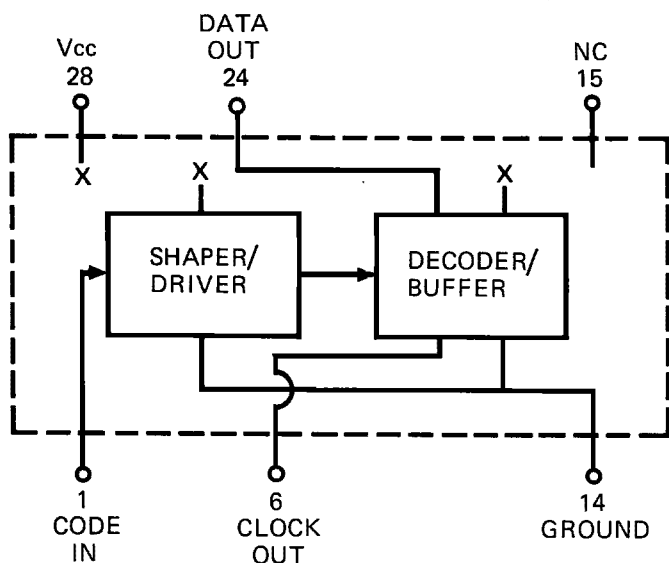 Vcc
28
DATA
OUT
24
NC
15
X
X
X
SHAPER/
DRIVER
DECODER/
BUFFER
1
CODE
IN
6
CLOCK
OUT
14
GROUND